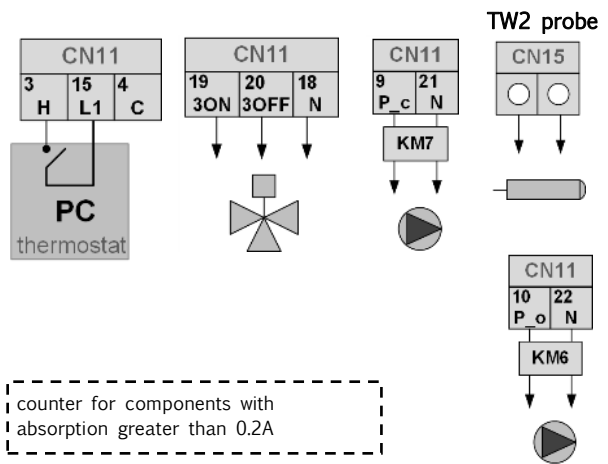 TW2 probe
CN11
3 15 4
H L1 C
PC
thermostat
CN11
19 20 18
3ON 3OFF N
CN11
9 21
P_c N
KM7
CN15
CN11
10 22
P_o N
KM6
counter for components with
absorption greater than 0.2A